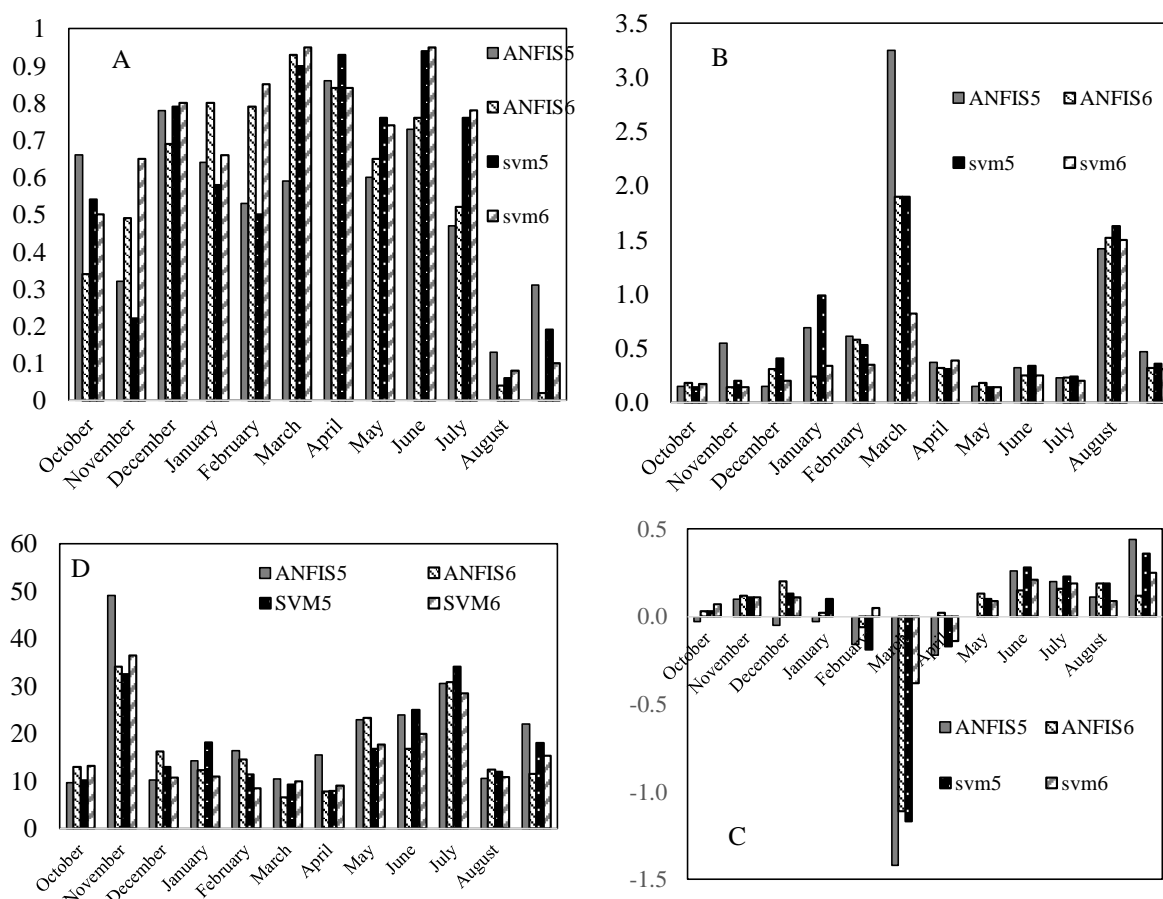 A
1
0.9
0.8
0.7
0.6
0.5
0.4
0.3
0.2
0.1
0
ANFIS5
ANFIS6
svm5
svm6
October
November
December
January
February
March
April
May
June
July
August
B
3.5
3.0
2.5
2.0
1.5
1.0
0.5
0.0
ANFIS5 ANFIS6
svm5 svm6
October
November
December
January
February
March
April
May
June
July
August
D
60
50
40
30
20
10
0
ANFIS5 ANFIS6
SVM5 SVM6
October
November
December
January
February
March
April
May
June
July
August
0.5
0.0
-0.5
-1.0
-1.5
October
November
December
January
February
March
April
May
June
July
August
ANFIS5 ANFIS6
svm5 svm6
C